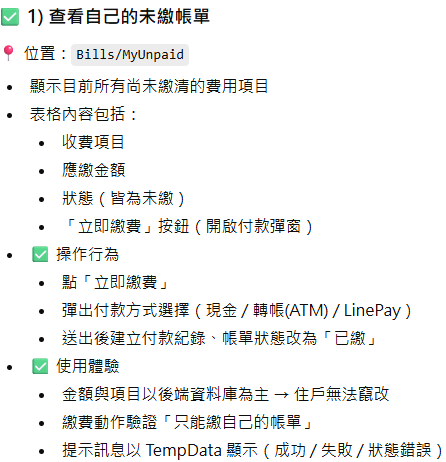 ✅ 1) 查看自己的未繳帳單
📍 位置：Bills/MyUnpaid
• 顯示目前所有尚未繳清的費用項目
• 表格內容包括：
• 收費項目
• 應繳金額
• 狀態（皆為未繳）
• 「立即繳費」按鈕（開啟付款彈窗）
• ✅ 操作行為
• 點「立即繳費」
• 彈出付款方式選擇（現金 / 轉帳(ATM) / LinePay）
• 送出後建立付款紀錄、帳單狀態改為「已繳」
• ✅ 使用體驗
• 金額與項目以後端資料庫為主 → 住戶無法竄改
• 繳費動作驗證「只能繳自己的帳單」
• 提示訊息以 TempData 顯示（成功 / 失敗 / 狀態錯誤）